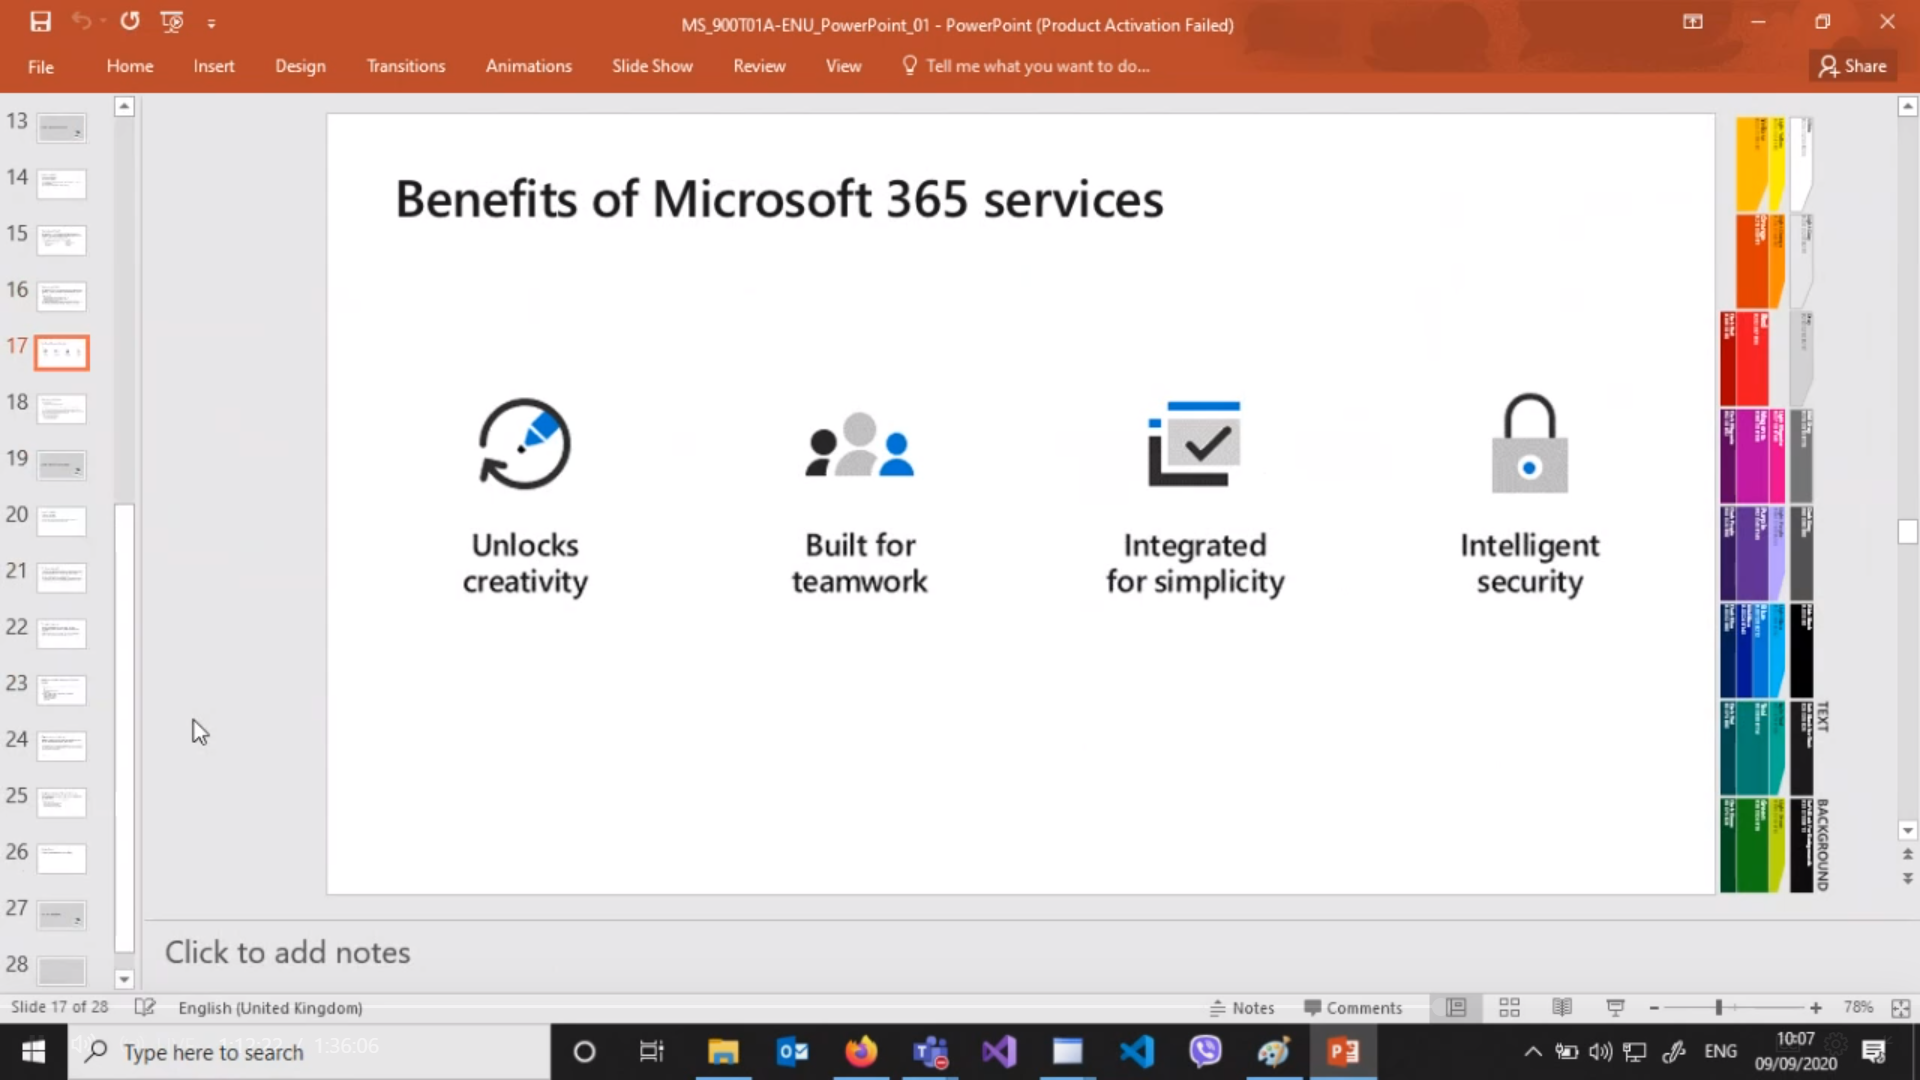 MS_900T01A-ENU_PowerPoint_01 - PowerPoint (Product Activation Failed)
File Home Insert Design Transitions Animations Slide Show Review View Tell me what you want to do... Share
13
14
15
16
17
18
19
20
21
22
23
24
25
26
27
28
Benefits of Microsoft 365 services
Unlocks
creativity
Built for
teamwork
Integrated
for simplicity
Intelligent
security
TEXT
BACKGROUND
Click to add notes
Slide 17 of 28 English (United Kingdom) Notes Comments 78%
Type here to search
1:36:06
ENG
10:07
09/09/2020